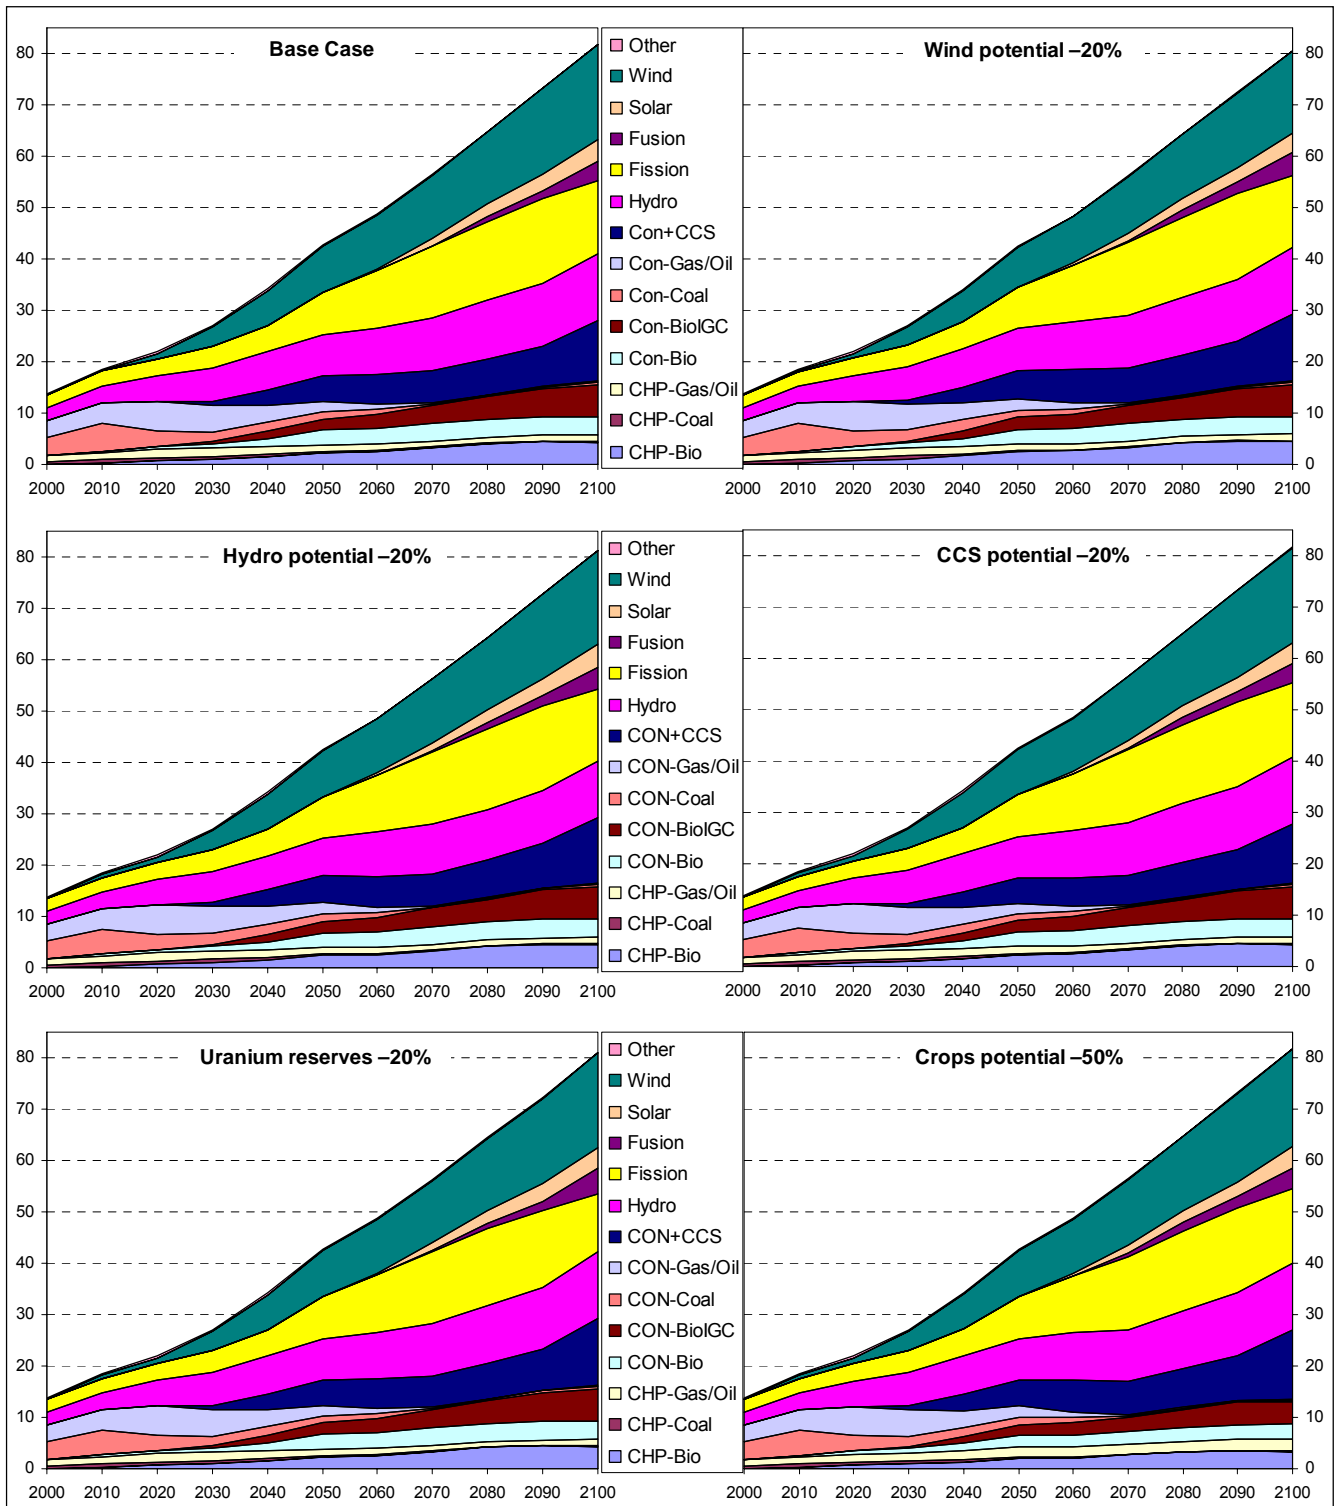 Base Case
80
70
60
50
40
30
20
10
0
2000 2010 2020 2030 2040 2050 2060 2070 2080 2090 2100
Other
Wind
Solar
Fusion
Fission
Hydro
Con+CCS
Con-Gas/Oil
Con-Coal
Con-BioIGC
Con-Bio
CHP-Gas/Oil
CHP-Coal
CHP-Bio
Wind potential –20%
80
70
60
50
40
30
20
10
0
2000 2010 2020 2030 2040 2050 2060 2070 2080 2090 2100
Hydro potential –20%
80
70
60
50
40
30
20
10
0
2000 2010 2020 2030 2040 2050 2060 2070 2080 2090 2100
Other
Wind
Solar
Fusion
Fission
Hydro
CON+CCS
CON-Gas/Oil
CON-Coal
CON-BioIGC
CON-Bio
CHP-Gas/Oil
CHP-Coal
CHP-Bio
CCS potential –20%
80
70
60
50
40
30
20
10
0
2000 2010 2020 2030 2040 2050 2060 2070 2080 2090 2100
Uranium reserves –20%
80
70
60
50
40
30
20
10
0
2000 2010 2020 2030 2040 2050 2060 2070 2080 2090 2100
Other
Wind
Solar
Fusion
Fission
Hydro
CON+CCS
CON-Gas/Oil
CON-Coal
CON-BioIGC
CON-Bio
CHP-Gas/Oil
CHP-Coal
CHP-Bio
Crops potential –50%
80
70
60
50
40
30
20
10
0
2000 2010 2020 2030 2040 2050 2060 2070 2080 2090 2100